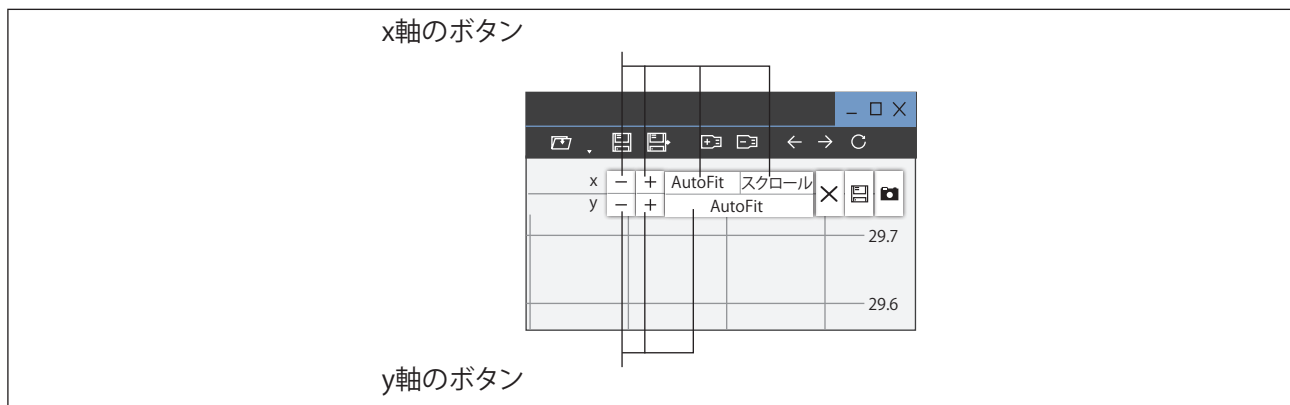 x軸のボタン
x − + AutoFit スクロール
y − + AutoFit
29.7
29.6
y軸のボタン